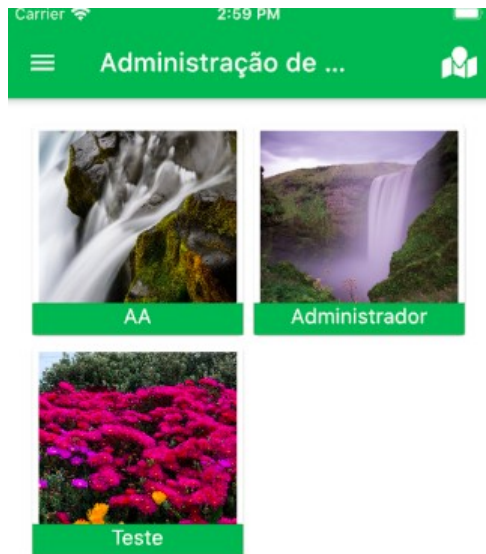 Carrier 2:59 PM
Administração de ...
AA Administrador
Teste